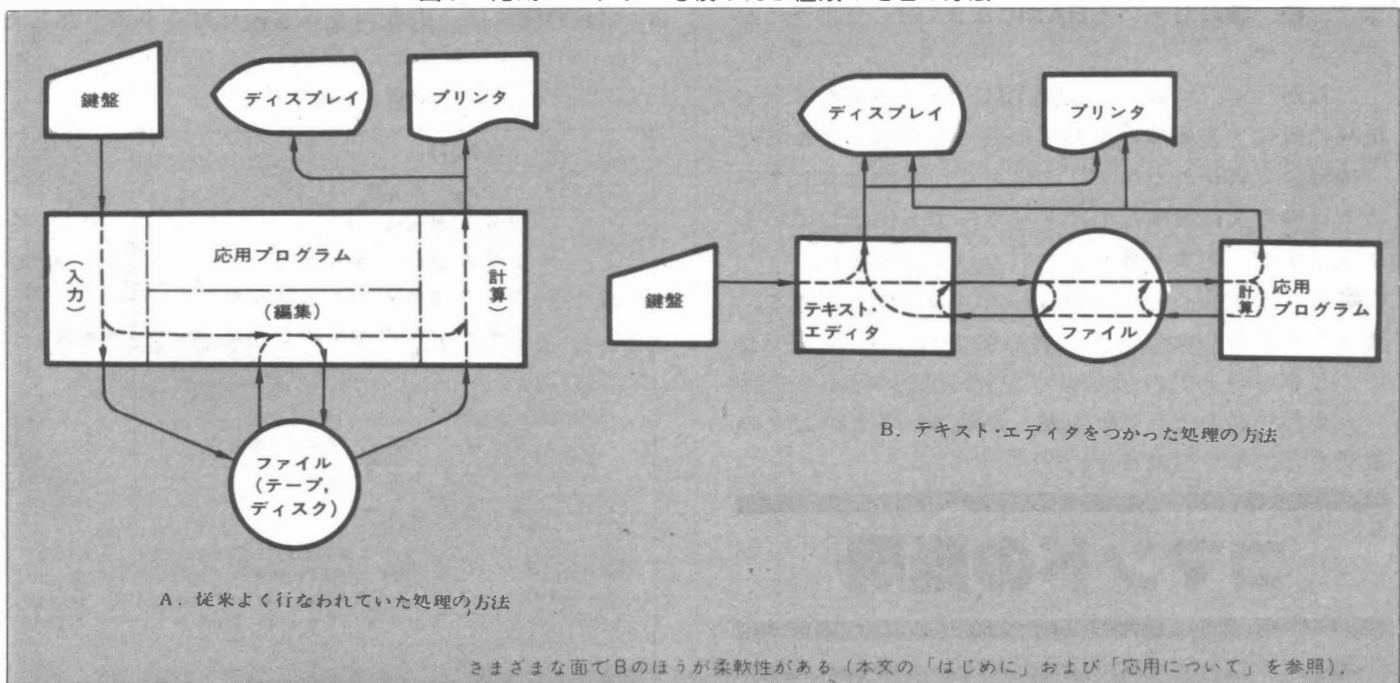 鍵盤
ディスプレイ
プリンタ
(入力)
応用プログラム
(編集)
(計算)
ファイル
(テープ,
ディスク)
A. 従来よく行なわれていた処理の方法
ディスプレイ
プリンタ
鍵盤
テキスト・
エディタ
ファイル
計算
応用
プログラム
B. テキスト・エディタをつかった処理の方法
さまざまな面でBのほうが柔軟性がある(本文の「はじめに」および「応用について」を参照).